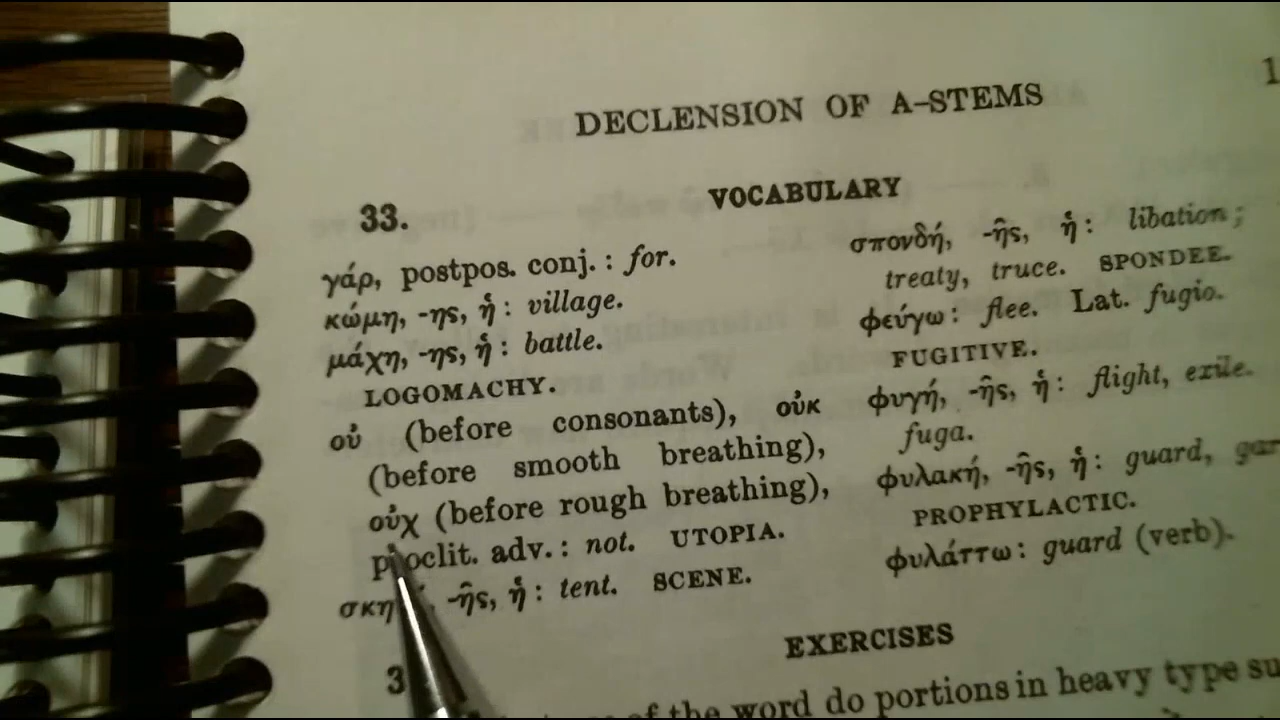 DECLENSION OF A-STEMS 1
33. VOCABULARY
γάρ, postpos. conj.: for.
κώμη, -ης, ἡ: village.
μάχη, -ης, ἡ: battle.
LOGOMACHY.
οὐ (before consonants), οὐκ
(before smooth breathing),
οὐχ (before rough breathing),
proclit. adv.: not. UTOPIA.
-ῆς, ἡ: tent. SCENE.
σπονδή, -ῆς, ἡ: libation;
treaty, truce. SPONDEE.
φεύγω: flee. Lat. fugio.
FUGITIVE.
φυγή, -ῆς, ἡ: flight, exile.
fuga.
φυλακή, -ῆς, ἡ: guard,
PROPHYLACTIC.
φυλάττω: guard (verb).
EXERCISES
of the word do portions in heavy type